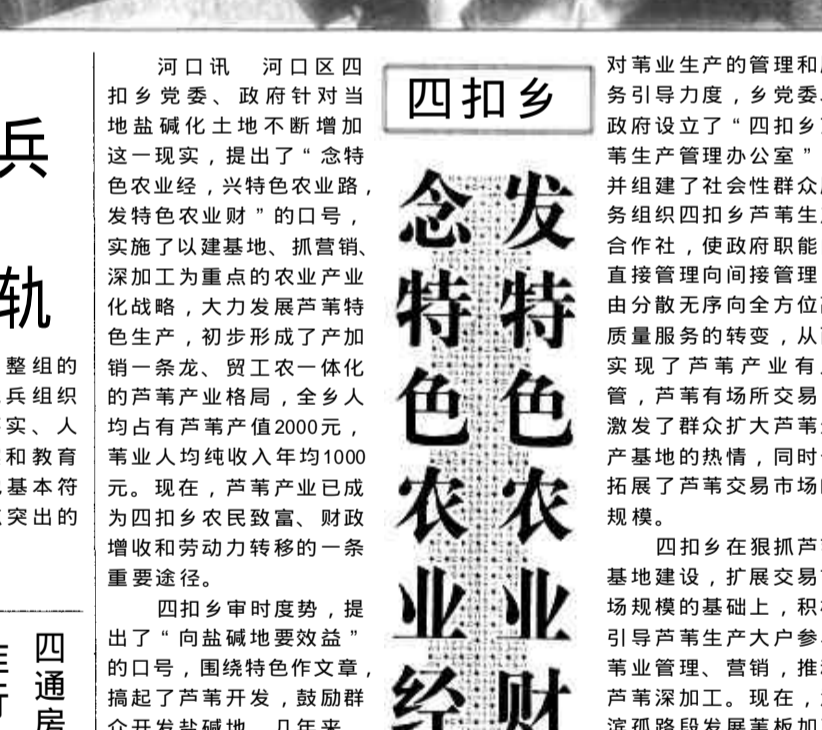 兵
轨
整组的
兵组织
实、人
和教育
基本符
突出的
四通房
河口讯 河口区四
扣乡党委、政府针对当
地盐碱化土地不断增加
这一现实，提出了“念特
色农业经，兴特色农业路，
发特色农业财”的口号，
实施了以建基地、抓营销、
深加工为重点的农业产业
化战略，大力发展芦苇特
色生产，初步形成了产加
销一条龙、贸工农一体化
的芦苇产业格局，全乡人
均占有芦苇产值2000元，
苇业人均纯收入年均1000
元。现在，芦苇产业已成
为四扣乡农民致富、财政
增收和劳动力转移的一条
重要途径。
四扣乡审时度势，提
出了“向盐碱地要效益”
的口号，围绕特色作文章，
搞起了芦苇开发，鼓励群
众开发盐碱地。几年来，
四扣乡
念特色农业经
发特色农业财
对苇业生产的管理和
务引导力度，乡党委、
政府设立了“四扣乡
苇生产管理办公室”
并组建了社会性群众
务组织四扣乡芦苇生
合作社，使政府职能
直接管理向间接管理
由分散无序向全方位
质量服务的转变，从
实现了芦苇产业有
管，芦苇有场所交易
激发了群众扩大芦苇
产基地的热情，同时
拓展了芦苇交易市场
规模。
四扣乡在狠抓芦
基地建设，扩展交易
场规模的基础上，积
引导芦苇生产大户参
苇业管理、营销，推
芦苇深加工。现在，
滨孤路段发展苇板加